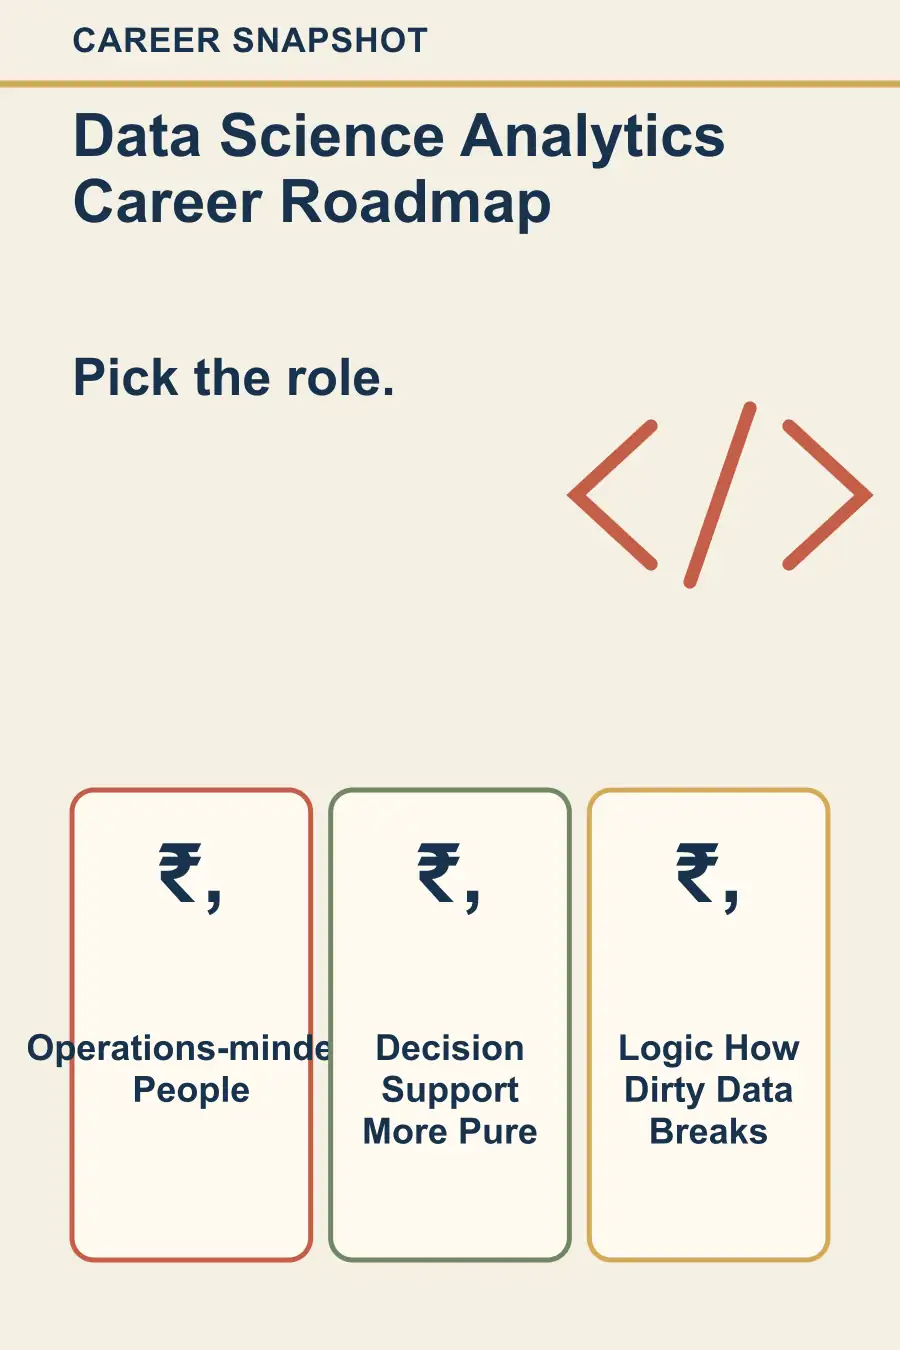 CAREER SNAPSHOT
Data Science Analytics
Career Roadmap
Pick the role.
</>
₹,
Operations-minde
People
₹,
Decision
Support
More Pure
₹,
Logic How
Dirty Data
Breaks